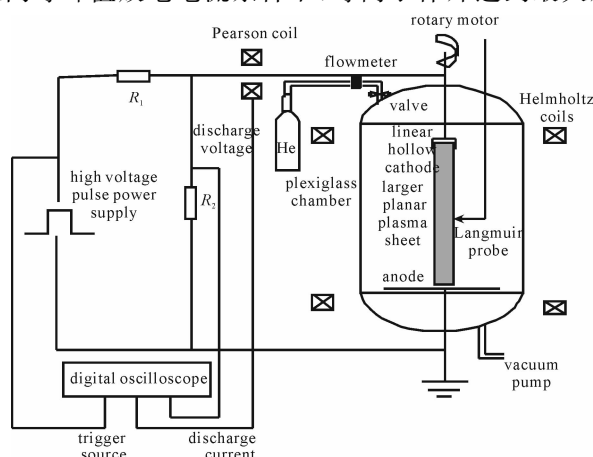 rotary motor
Pearson coil
flowmeter
R1
valve
Helmholtz
coils
discharge
voltage
He
linear
hollow
cathode
larger
planar
plasma
sheet
high voltage
pulse power
supply
R2
plexiglass
chamber
Langmuir
probe
anode
digital oscilloscope
vacuum
pump
trigger
source
discharge
current